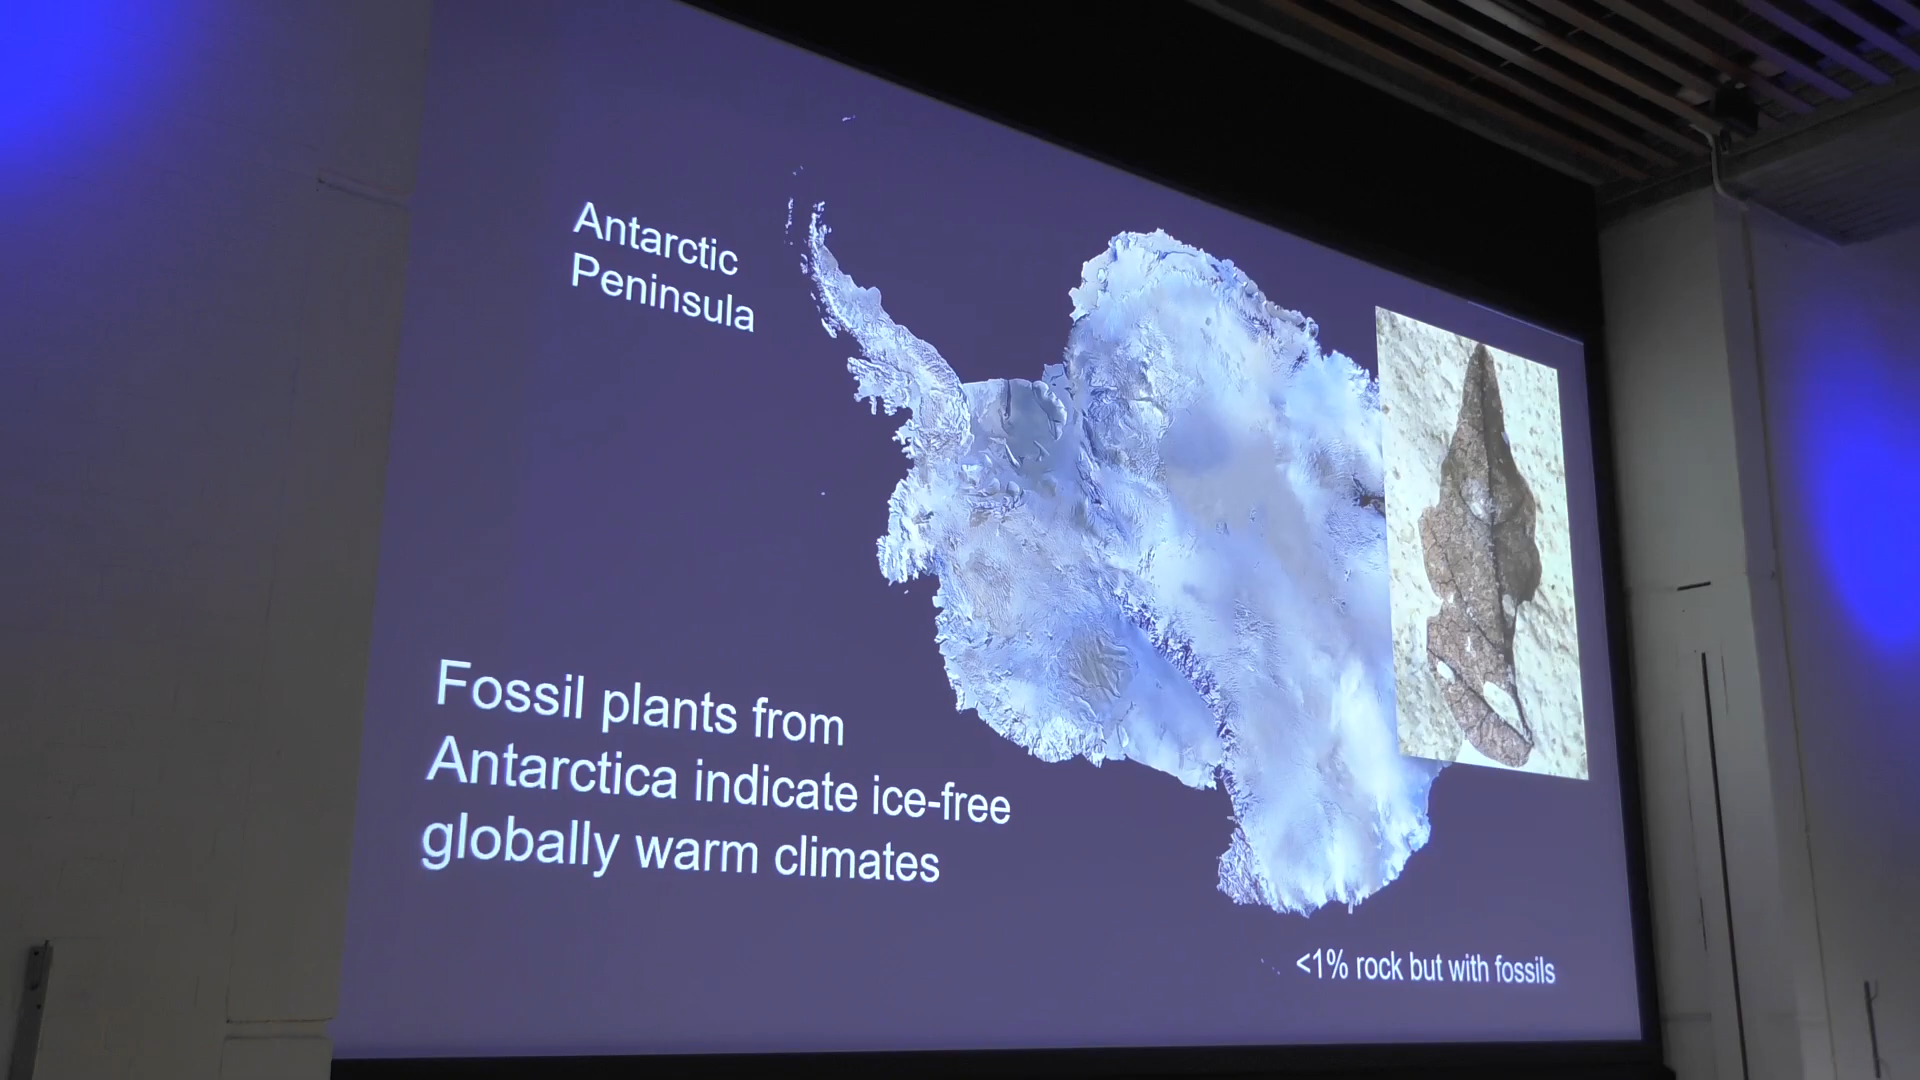 Antarctic
Peninsula
Fossil plants from
Antarctica indicate ice-free
globally warm climates
<1% rock but with fossils